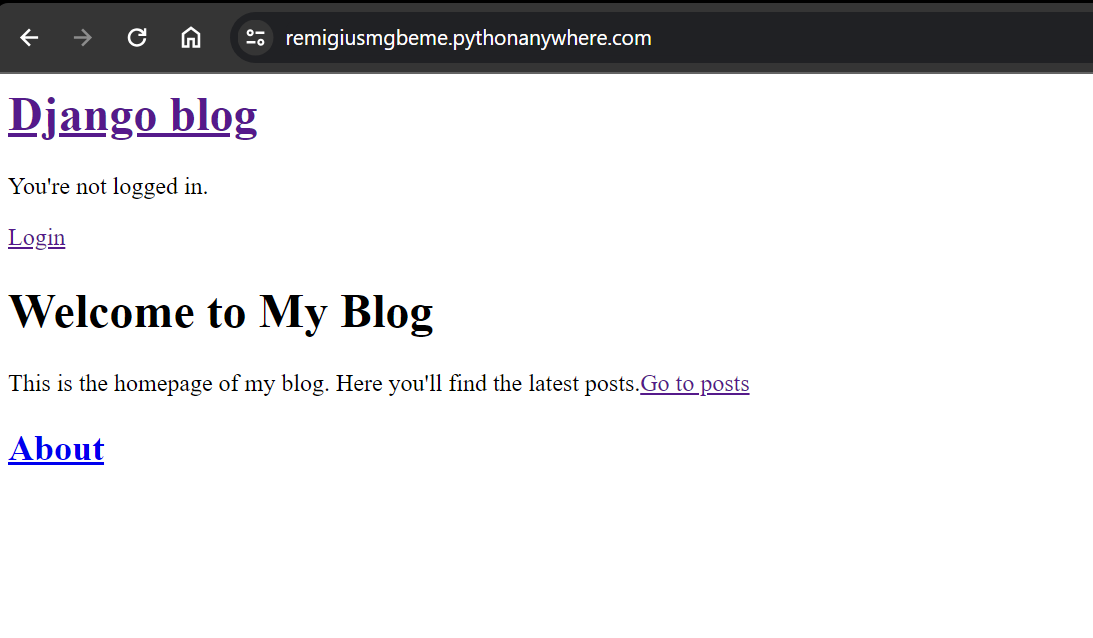 remigiusmgbeme.pythonanywhere.com
Django blog
You're not logged in.
Login
Welcome to My Blog
This is the homepage of my blog. Here you'll find the latest posts.Go to posts
About